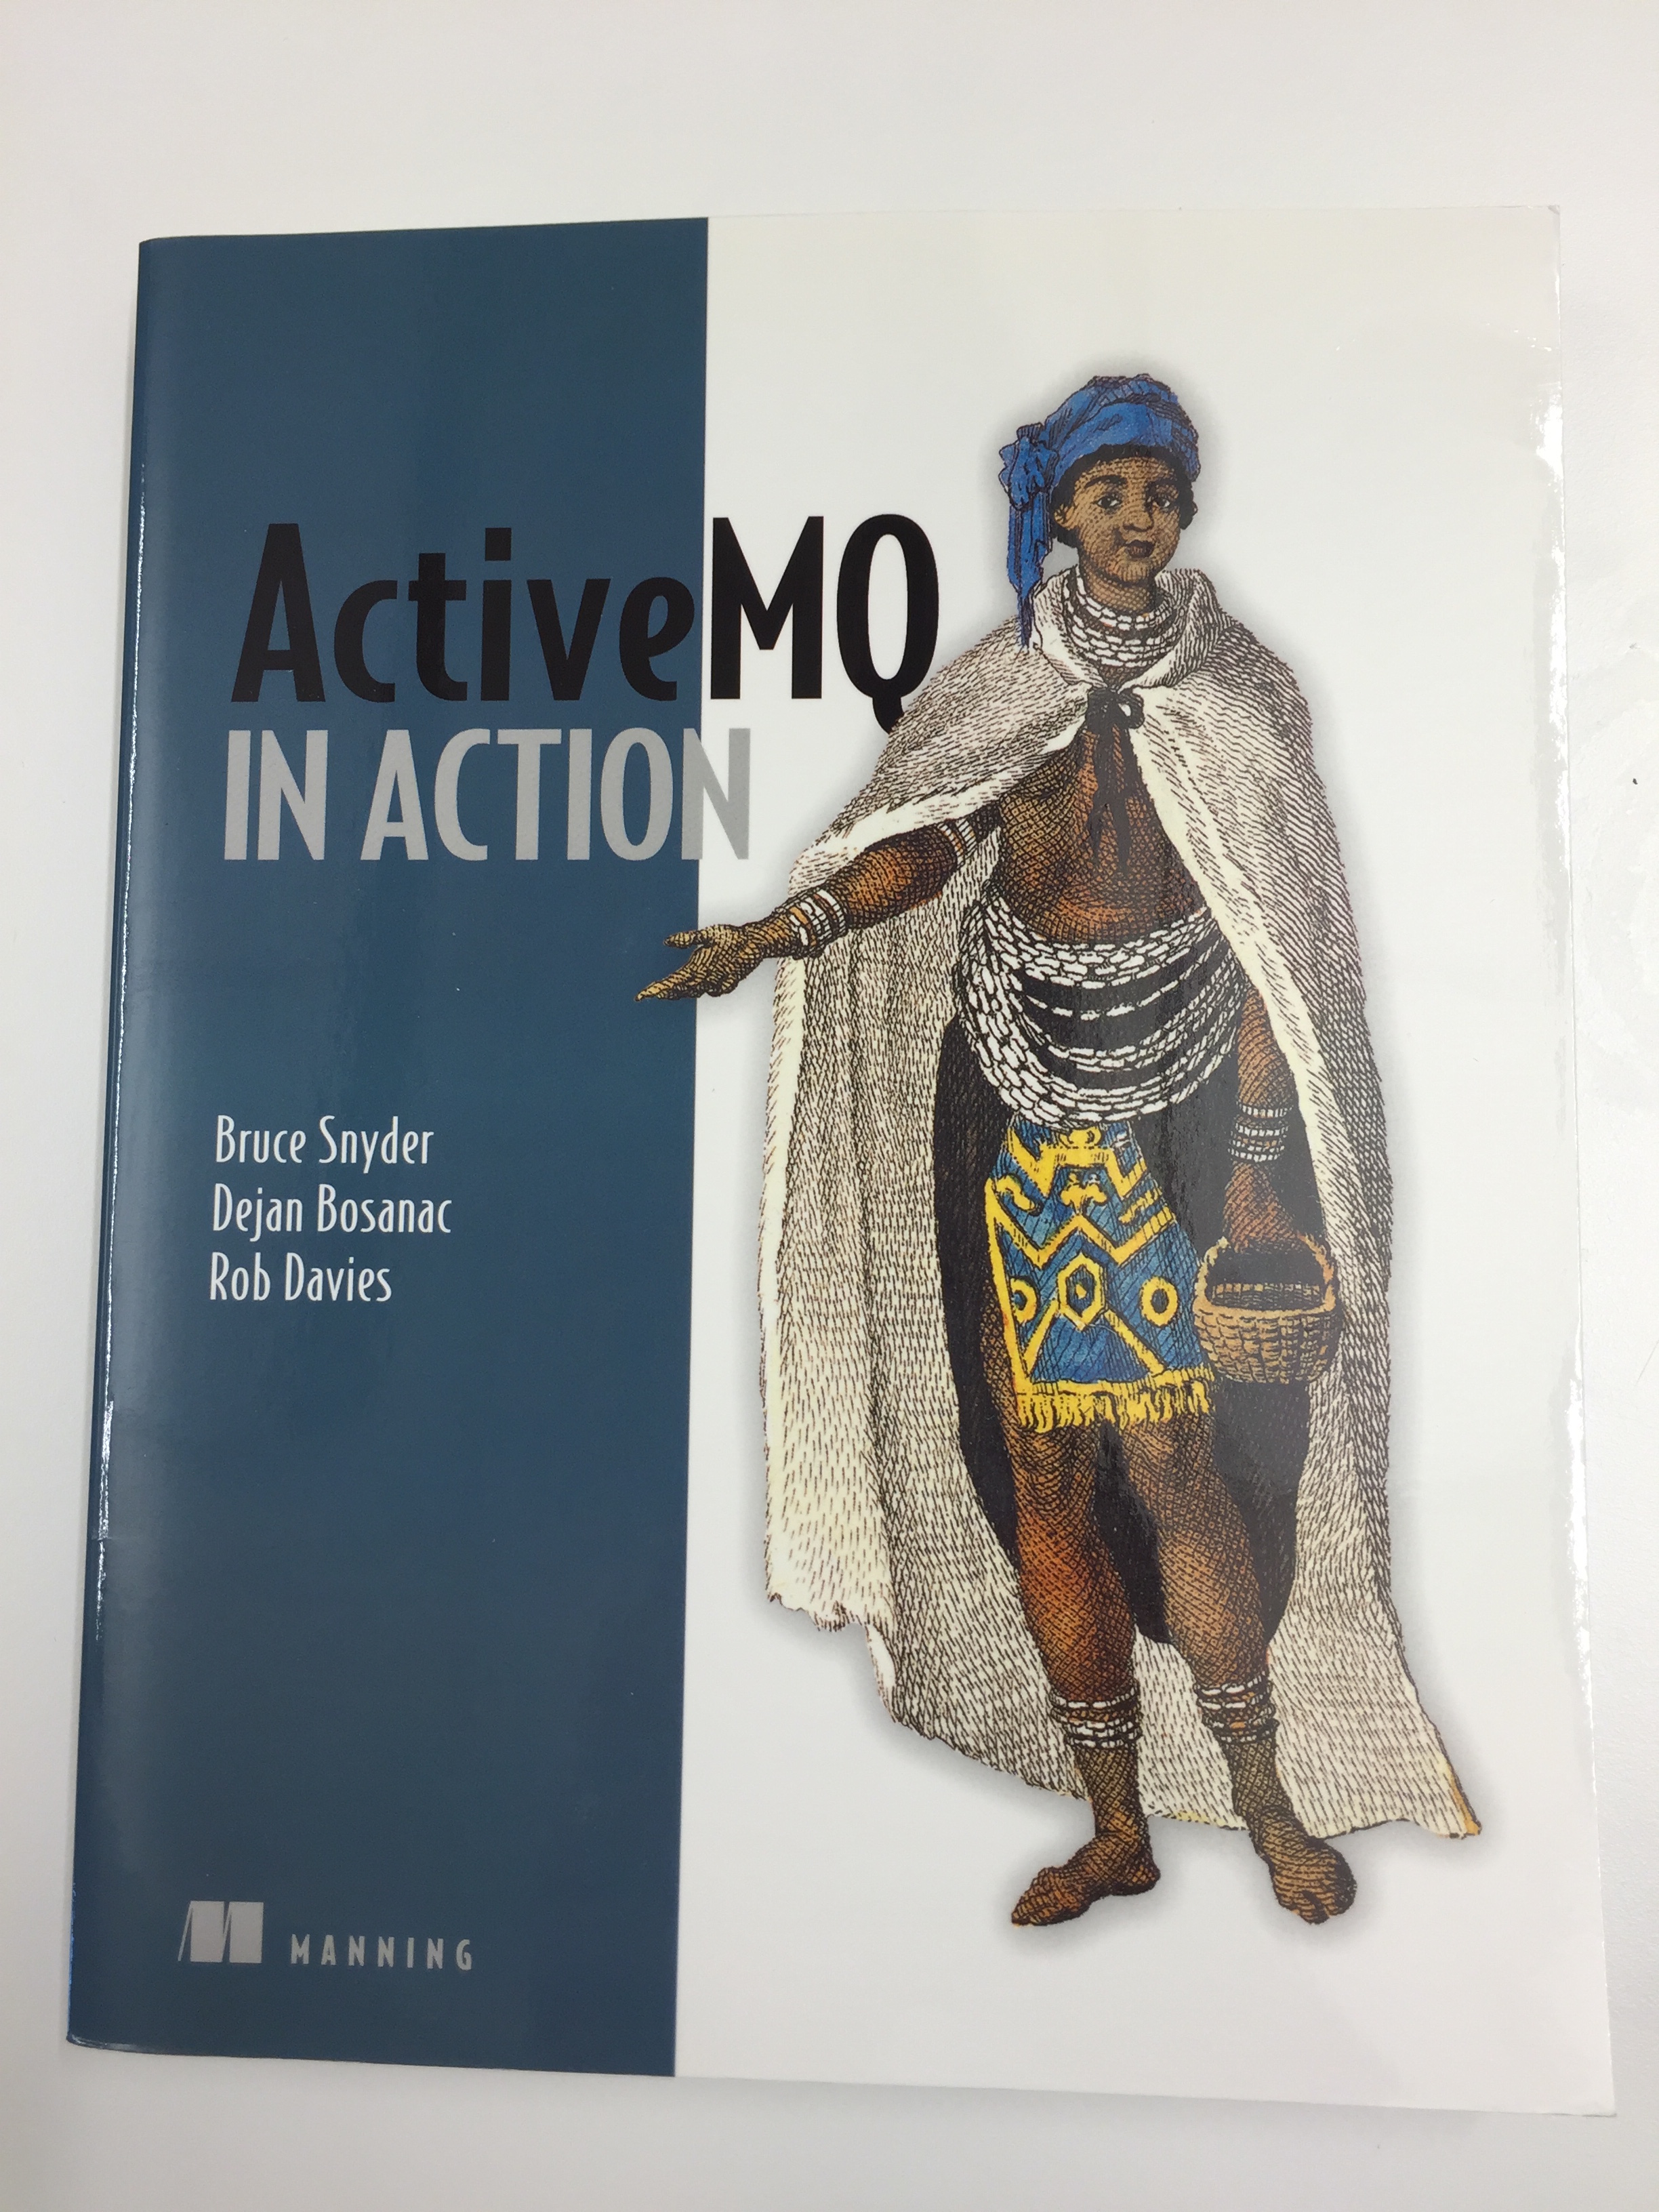 ActiveMQ
IN ACTION
Bruce Snyder
Dejan Bosanac
Rob Davies
MANNING